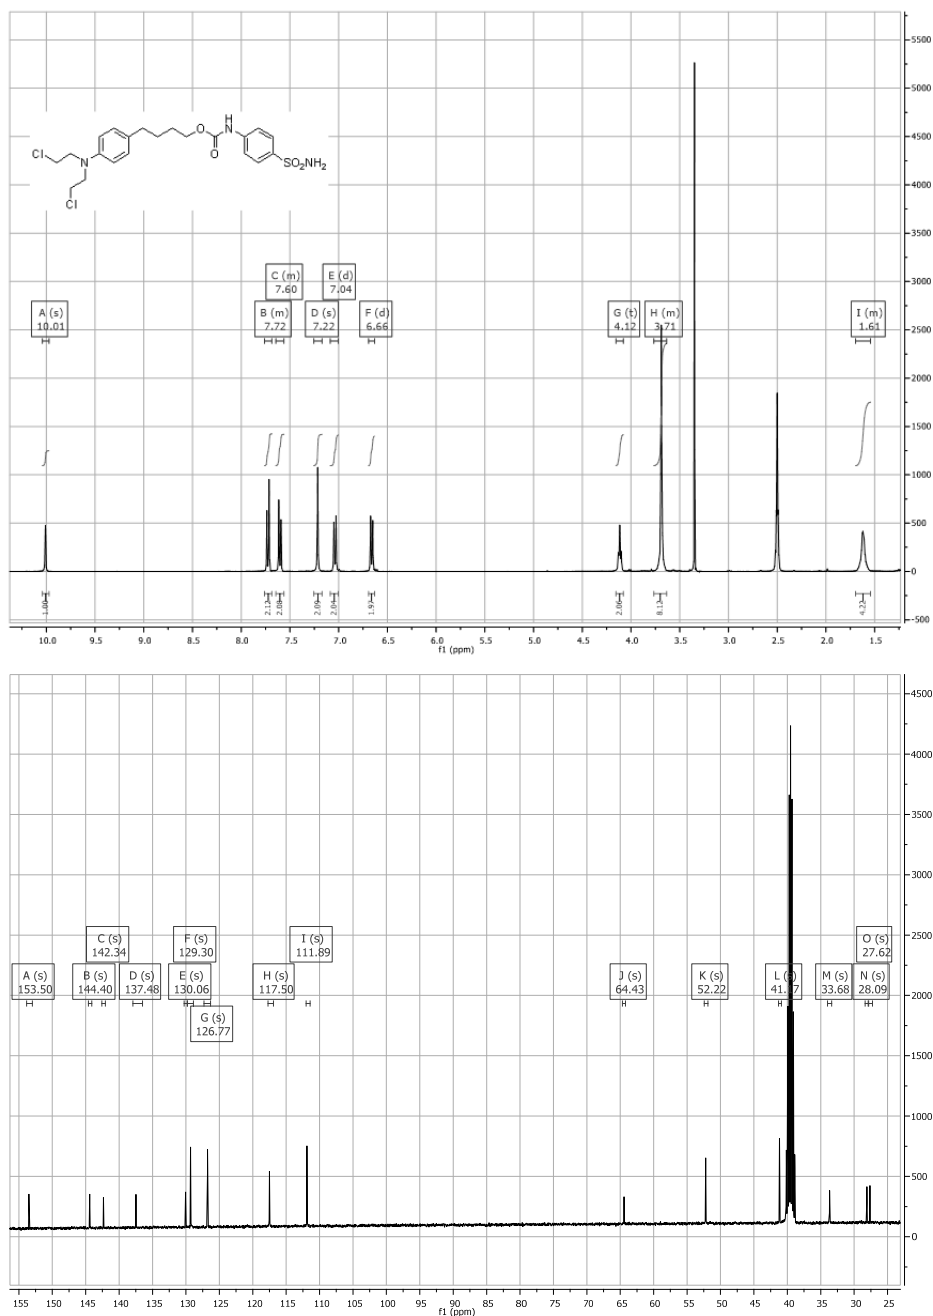 5500
5000
4500
4000
3500
3000
2500
2000
1500
1000
500
0
-500
H
N
O
O
SO₂NH₂
Cl
N
Cl
C (m)
7.60
E (d)
7.04
A (s)
10.01
B (m)
7.72
D (s)
7.22
F (d)
6.66
G (t)
4.12
H (m)
3.71
I (m)
1.61
1.00
2.12
2.08
2.09
2.04
1.97
2.06
8.12
4.22
10.0 9.5 9.0 8.5 8.0 7.5 7.0 6.5 6.0 5.5 5.0 4.5 4.0 3.5 3.0 2.5 2.0 1.5
f1 (ppm)
4500
4000
3500
3000
2500
2000
1500
1000
500
0
C (s)
142.34
F (s)
129.30
I (s)
111.89
O (s)
27.62
A (s)
153.50
B (s)
144.40
D (s)
137.48
E (s)
130.06
H (s)
117.50
J (s)
64.43
K (s)
52.22
M (s)
33.68
N (s)
28.09
G (s)
126.77
155 150 145 140 135 130 125 120 115 110 105 100 95 90 85 80 75 70 65 60 55 50 45 40 35 30 25
f1 (ppm)